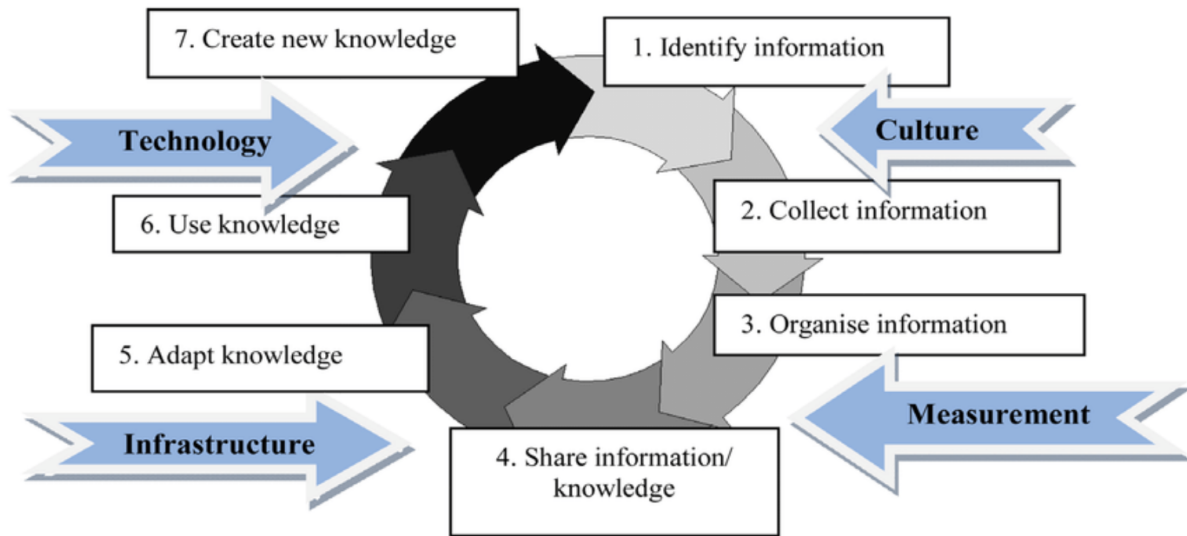 7. Create new knowledge
1. Identify information
Technology
Culture
6. Use knowledge
2. Collect information
5. Adapt knowledge
3. Organise information
Infrastructure
Measurement
4. Share information/
knowledge